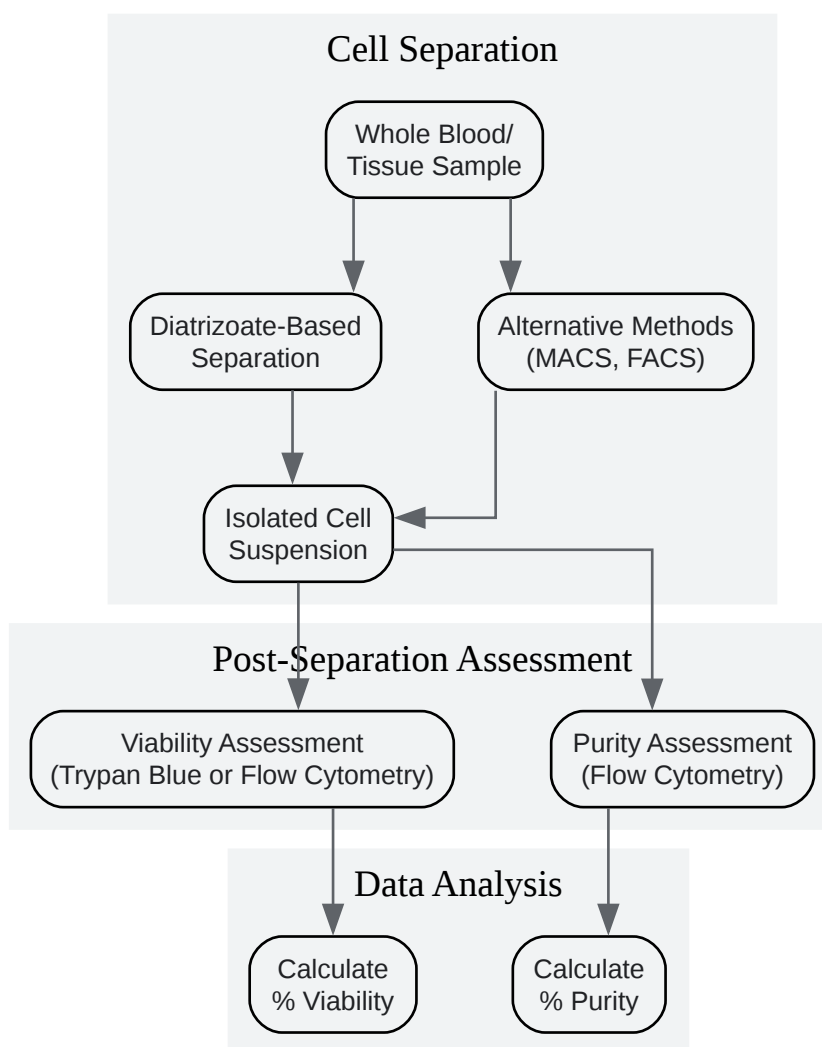 Cell Separation
Whole Blood/
Tissue Sample
Diatrizoate-Based
Separation
Alternative Methods
(MACS, FACS)
Isolated Cell
Suspension
Post-Separation Assessment
Viability Assessment
(Trypan Blue or Flow Cytometry)
Purity Assessment
(Flow Cytometry)
Data Analysis
Calculate
% Viability
Calculate
% Purity